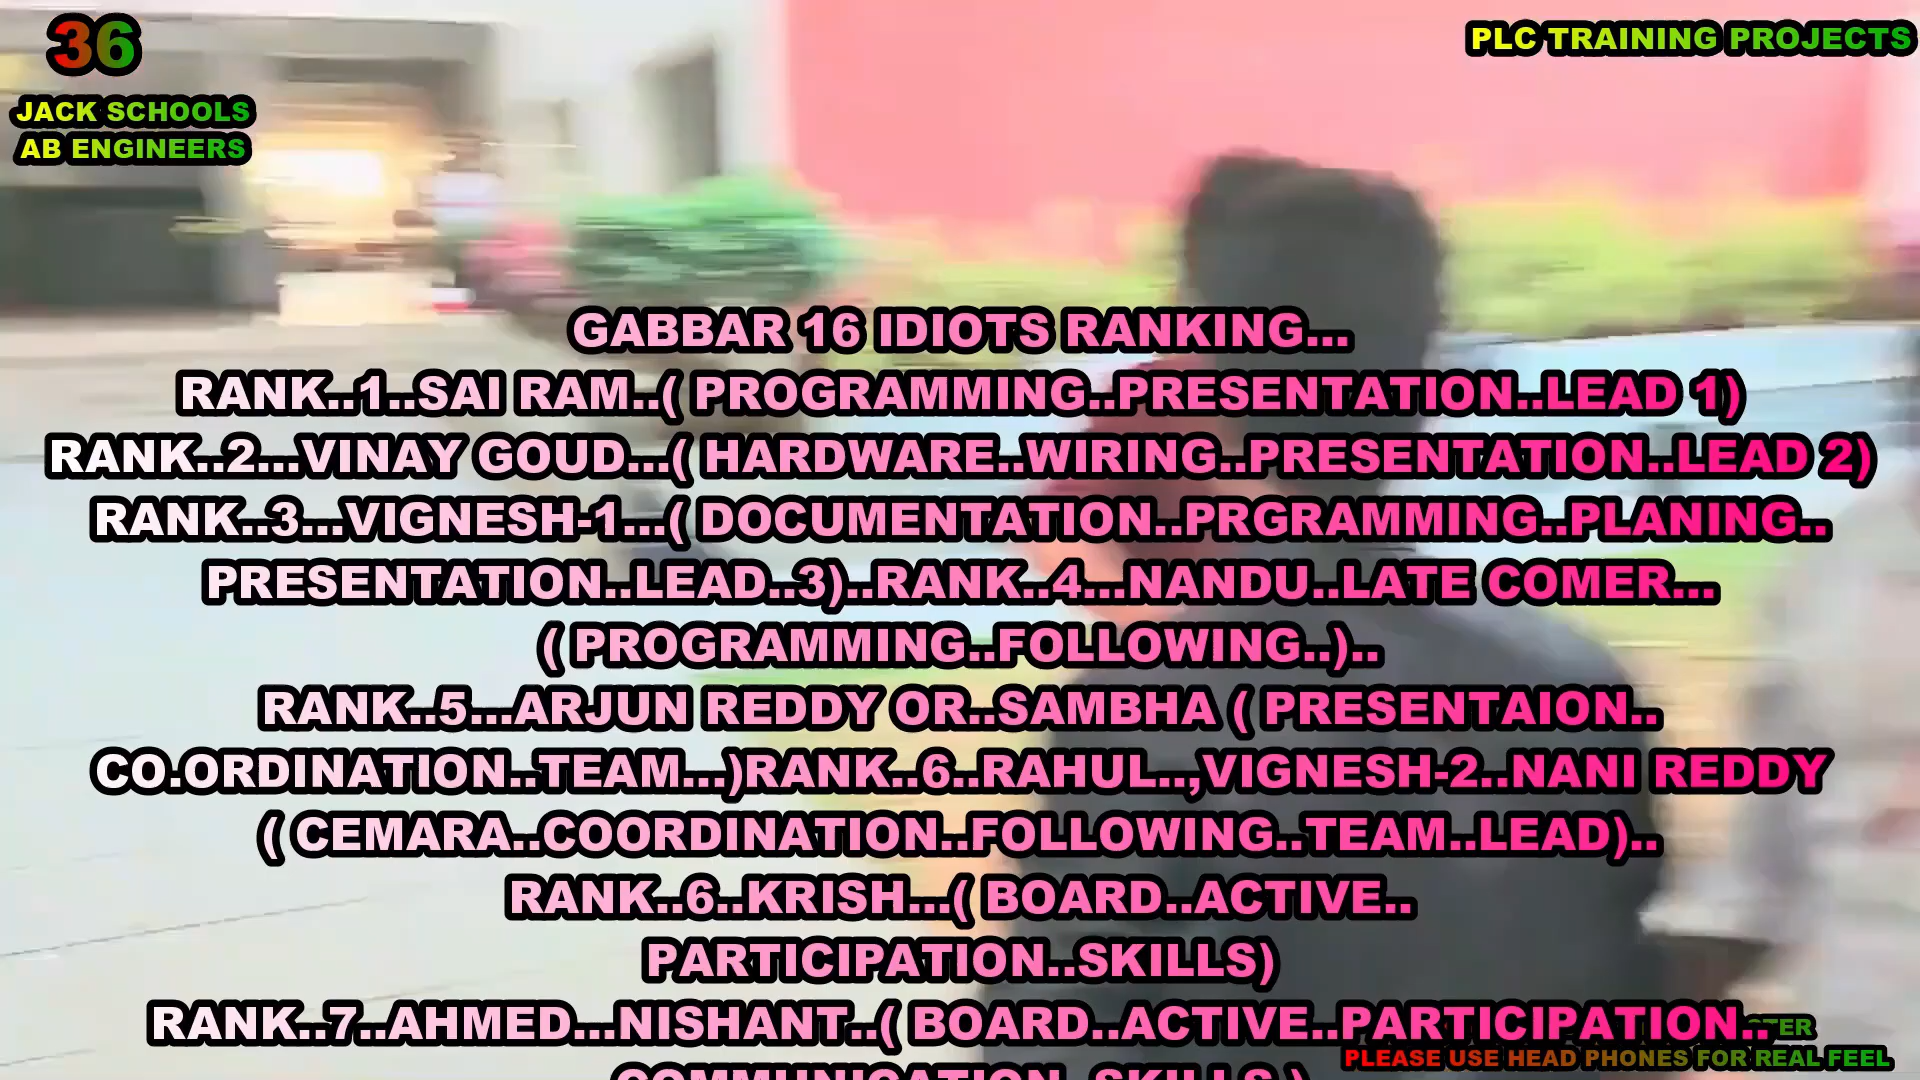 36
PLC TRAINING PROJECTS
JACK SCHOOLS
AB ENGINEERS
GABBAR 16 IDIOTS RANKING...
RANK..1..SAI RAM..( PROGRAMMING..PRESENTATION..LEAD 1)
RANK..2...VINAY GOUD...( HARDWARE..WIRING..PRESENTATION..LEAD 2)
RANK..3...VIGNESH-1...( DOCUMENTATION..PRGRAMMING..PLANING..
PRESENTATION..LEAD..3)..RANK..4...NANDU..LATE COMER...
( PROGRAMMING..FOLLOWING..)..
RANK..5...ARJUN REDDY OR..SAMBHA ( PRESENTAION..
CO.ORDINATION..TEAM...)RANK..6..RAHUL..,VIGNESH-2..NANI REDDY
( CEMARA..COORDINATION..FOLLOWING..TEAM..LEAD)..
RANK..6..KRISH...( BOARD..ACTIVE..
PARTICIPATION..SKILLS)
RANK..7..AHMED...NISHANT..( BOARD..ACTIVE..PARTICIPATION..
PLEASE USE HEAD PHONES FOR REAL FEEL
COMMUNICATION..SKILLS )